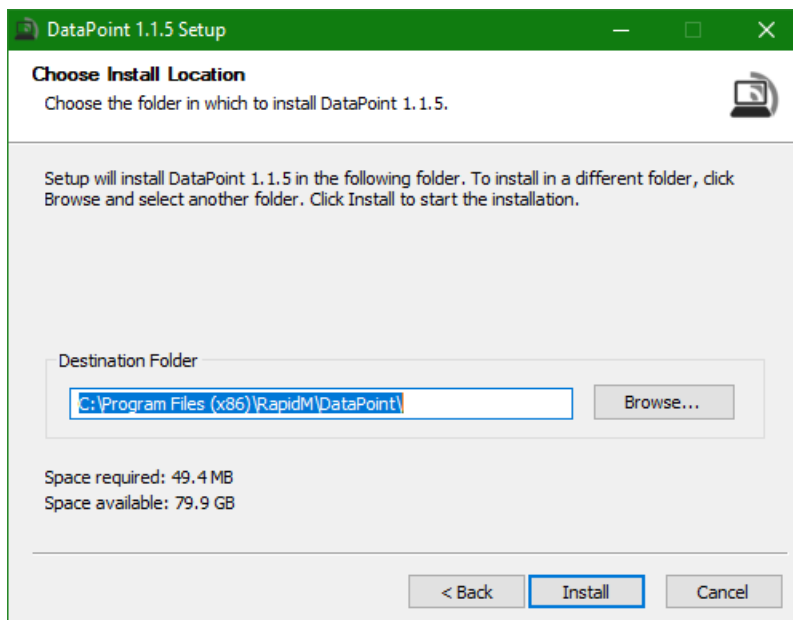 DataPoint 1.1.5 Setup
Choose Install Location
Choose the folder in which to install DataPoint 1.1.5.
Setup will install DataPoint 1.1.5 in the following folder. To install in a different folder, click
Browse and select another folder. Click Install to start the installation.
Destination Folder
C:\Program Files (x86)\RapidM\DataPoint\
Browse...
Space required: 49.4 MB
Space available: 79.9 GB
< Back
Install
Cancel